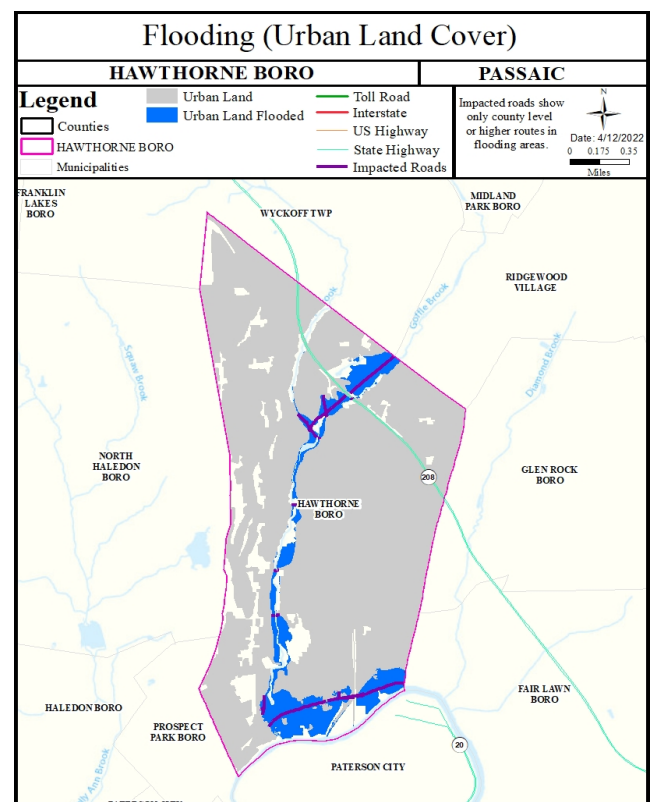 Flooding (Urban Land Cover)
HAWTHORNE BORO
PASSAIC
Legend
Counties
HAWTHORNE BORO
Municipalities
Urban Land
Urban Land Flooded
Toll Road
Interstate
US Highway
State Highway
Impacted Roads
Impacted roads show
only county level
or higher routes in
flooding areas.
N
Date: 4/12/2022
0 0.175 0.35
Miles
FRANKLIN
LAKES
BORO
WYCKOFF TWP
MIDLAND
PARK BORO
RIDGEWOOD
VILLAGE
Goffle Brook
Diamond Brook
Squaw Brook
NORTH
HALEDON
BORO
GLEN ROCK
BORO
208
HAWTHORNE
BORO
HALEDON BORO
PROSPECT
PARK BORO
FAIR LAWN
BORO
20
PATERSON CITY
Ann Brook